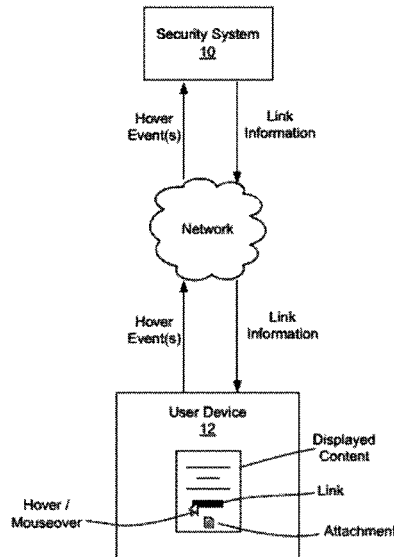 Security System
10
Hover
Event(s)
Link
Information
Network
Hover
Event(s)
Link
Information
User Device
12
Displayed
Content
Link
Hover /
Mouseover
Attachment